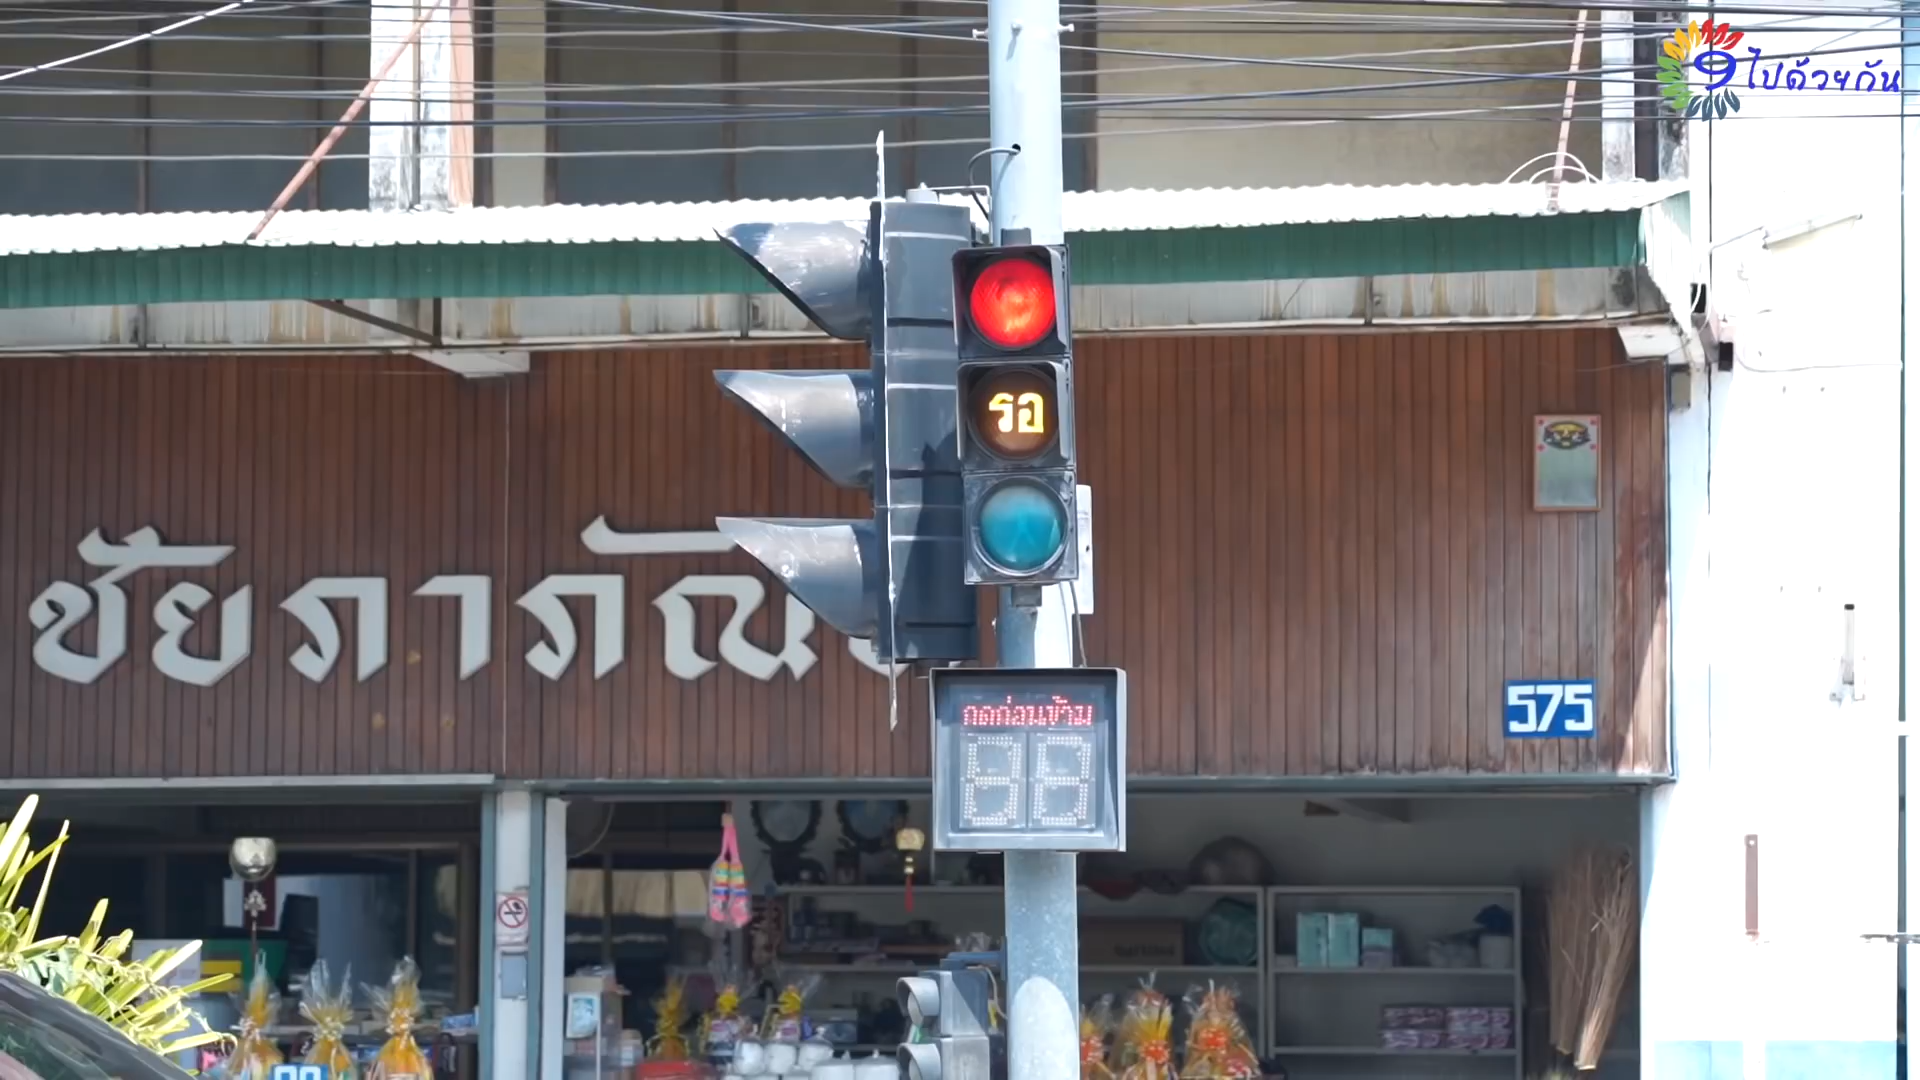 9 ไปด้วยกัน
รอ
ชัยภาภัณ
575
กดก่อนข้าม
88